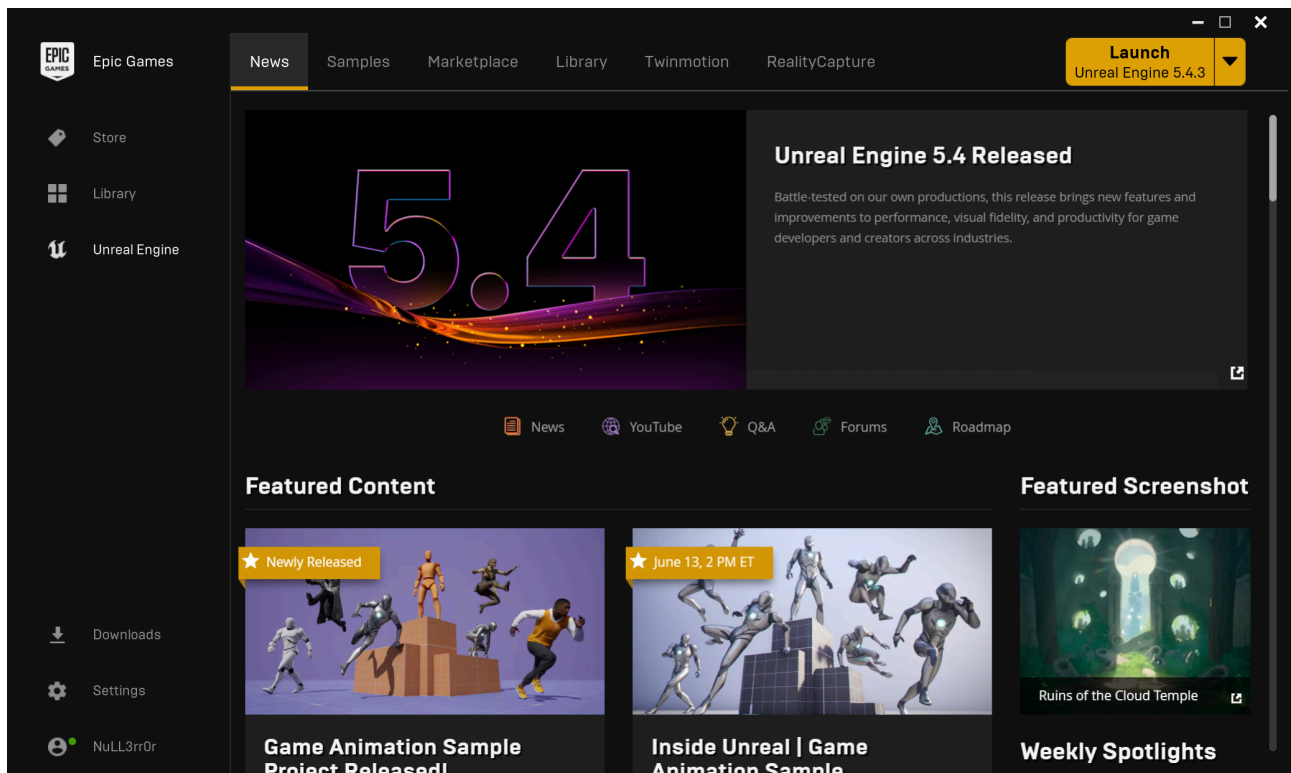 EPIC
GAMES
Epic Games
News
Samples
Marketplace
Library
Twinmotion
RealityCapture
Launch
Unreal Engine 5.4.3
Store
Library
Unreal Engine
Downloads
Settings
NuLL3rr0r
5.4
Unreal Engine 5.4 Released
Battle-tested on our own productions, this release brings new features and
improvements to performance, visual fidelity, and productivity for game
developers and creators across industries.
News
YouTube
Q&A
Forums
Roadmap
Featured Content
Newly Released
Game Animation Sample
Project Released!
June 13, 2 PM ET
Inside Unreal | Game
Animation Sample
Featured Screenshot
Ruins of the Cloud Temple
Weekly Spotlights